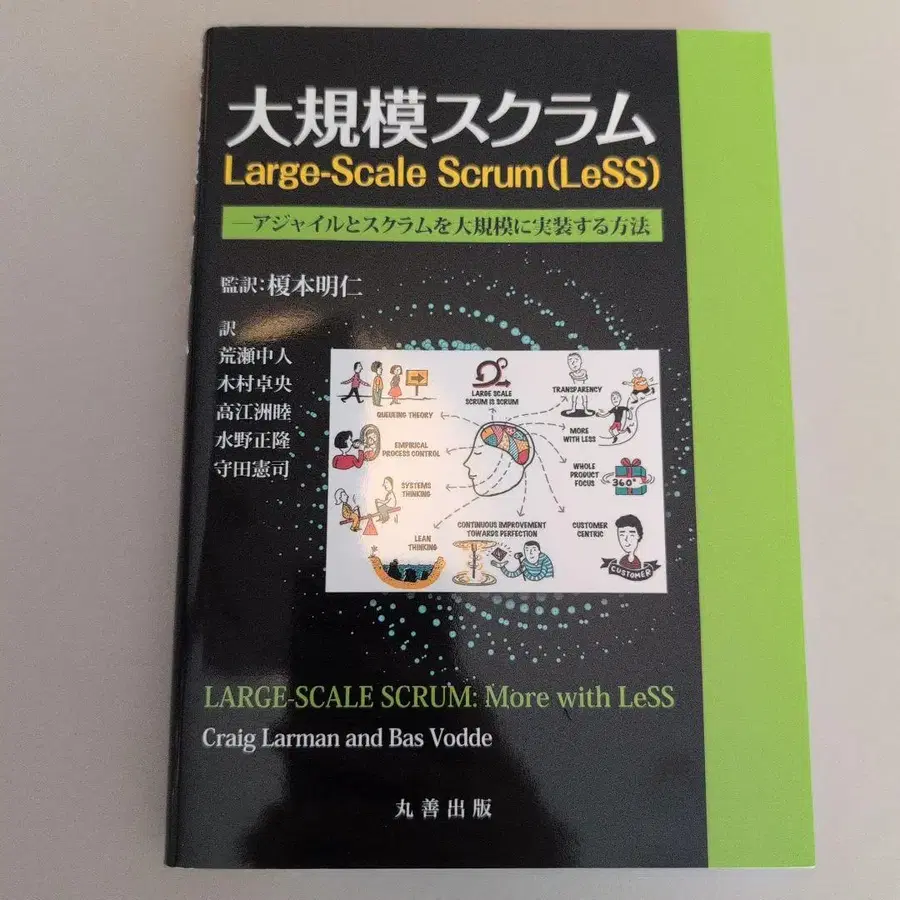 大規模スクラム
Large-Scale Scrum(LeSS)
―アジャイルとスクラムを大規模に実装する方法
監訳:榎本明仁
訳
荒瀬中人
木村卓央
高江洲睦
水野正隆
守田憲司
QUEUEING THEORY
LARGE SCALE
SCRUM IS SCRUM
TRANSPARENCY
EMPIRICAL
PROCESS CONTROL
MORE
WITH LESS
SYSTEMS
THINKING
WHOLE
PRODUCT
FOCUS
360°
LEAN
THINKING
CONTINUOUS IMPROVEMENT
TOWARDS PERFECTION
CUSTOMER
CENTRIC
CUSTOMER
LARGE-SCALE SCRUM: More with LeSS
Craig Larman and Bas Vodde
丸善出版